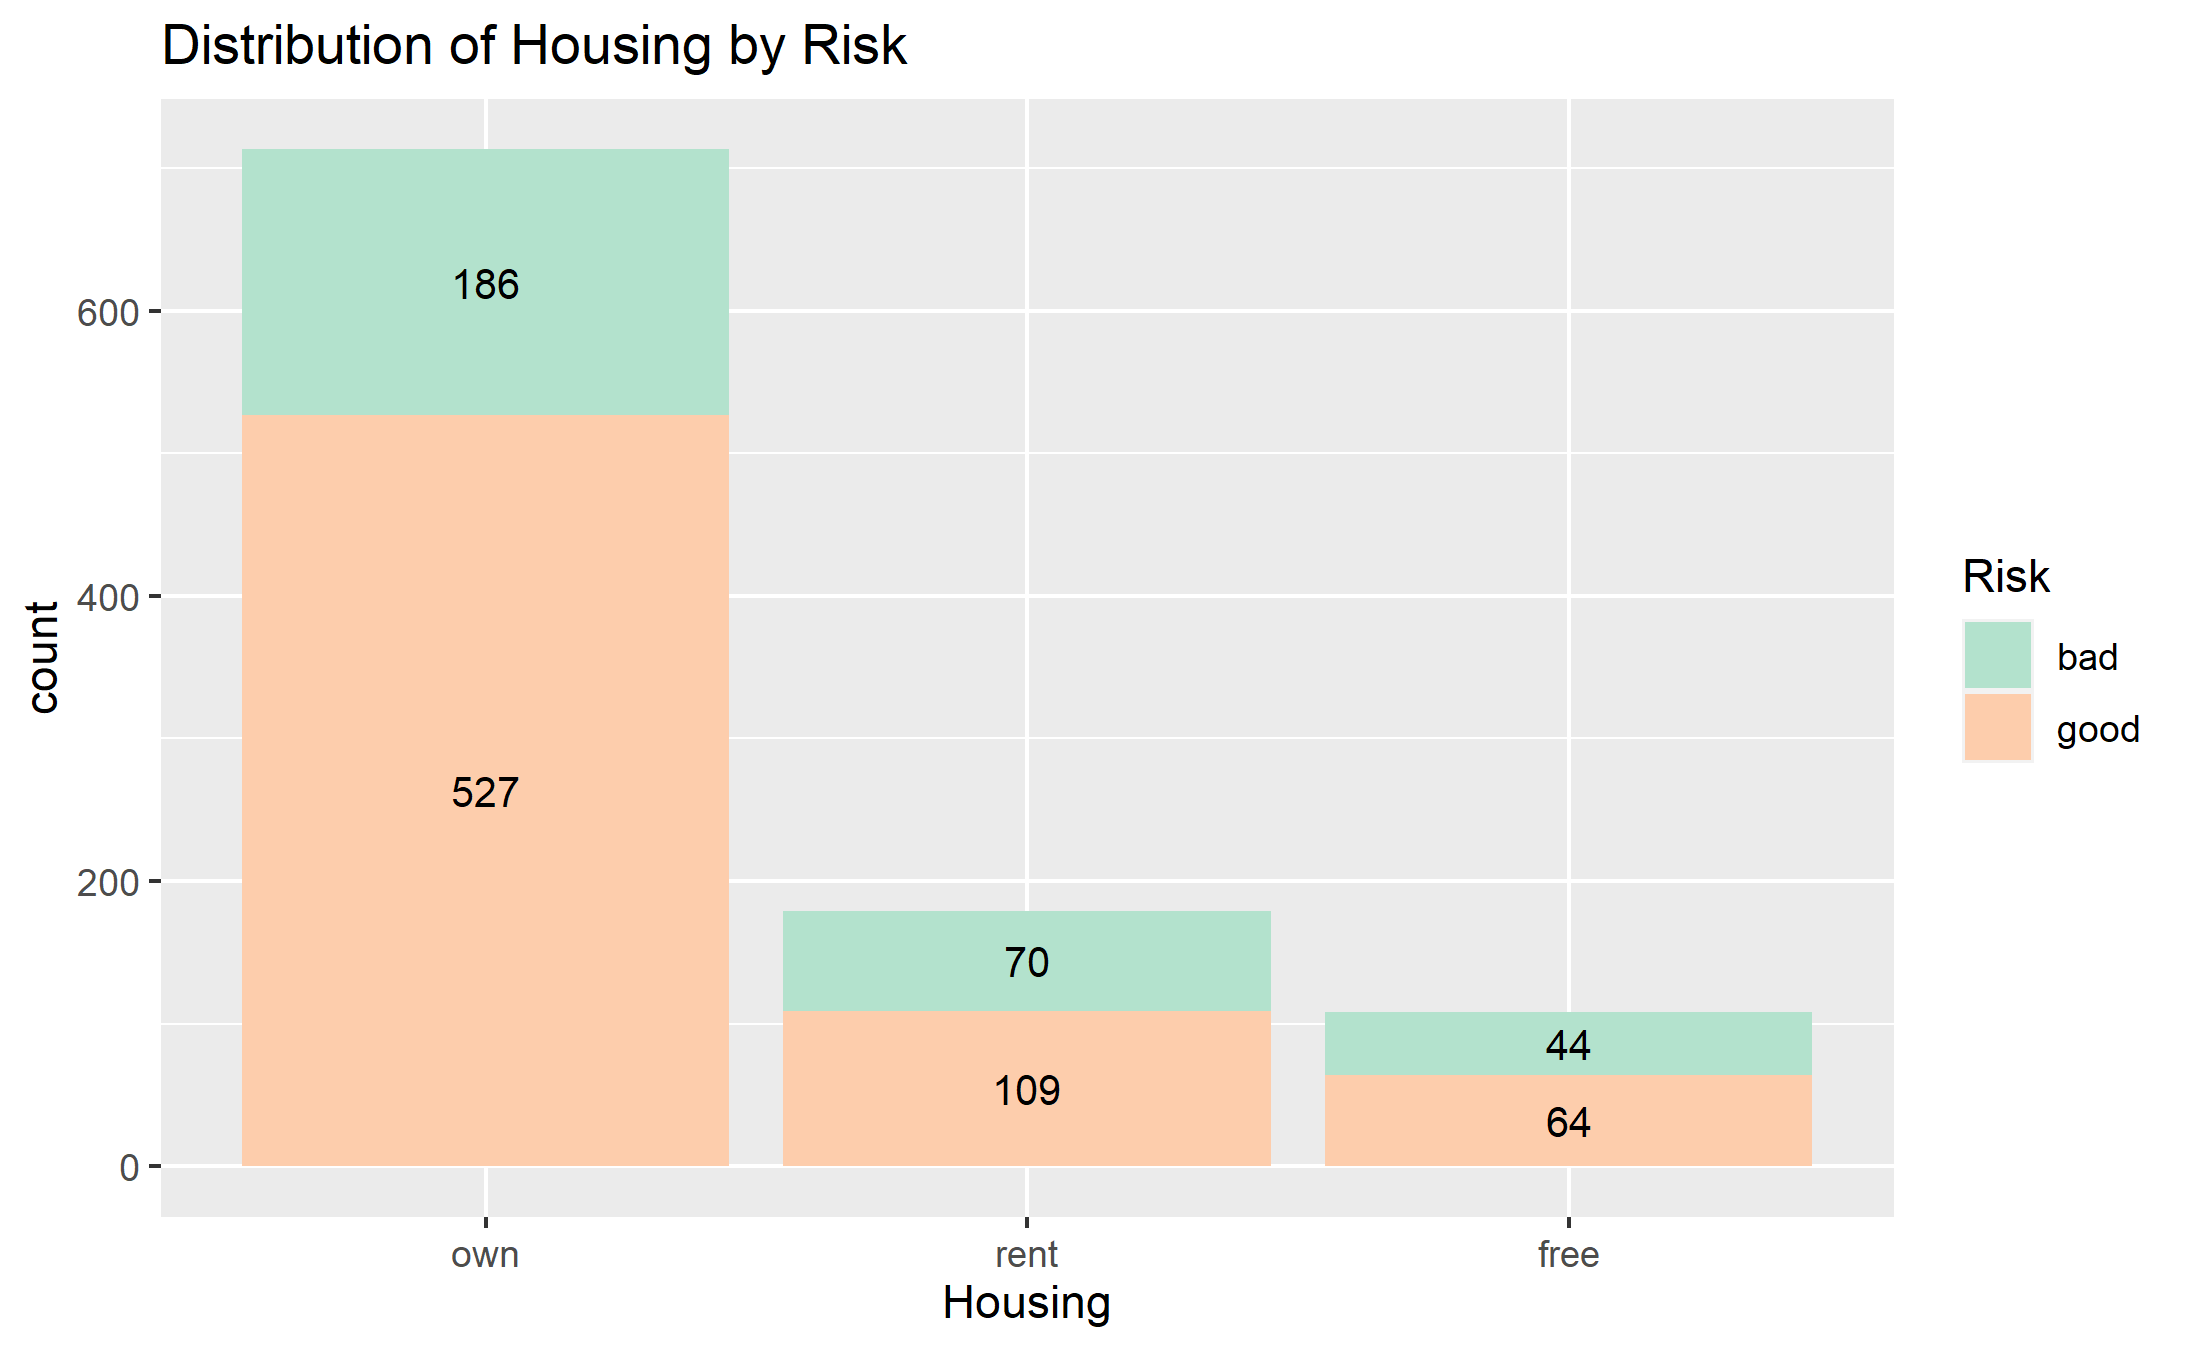 Distribution of Housing by Risk
count
600
400
200
0
186
527
70
109
44
64
own
rent
free
Housing
Risk
bad
good